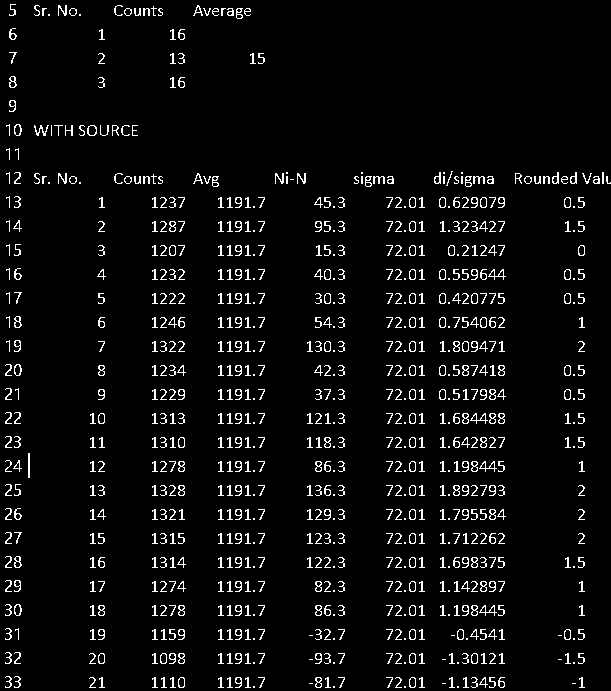 5 Sr. No. Counts Average
6 1 16
7 2 13 15
8 3 16
9
10 WITH SOURCE
11
12 Sr. No. Counts Avg Ni-N sigma di/sigma Rounded Valu
13 1 1237 1191.7 45.3 72.01 0.629079 0.5
14 2 1287 1191.7 95.3 72.01 1.323427 1.5
15 3 1207 1191.7 15.3 72.01 0.21247 0
16 4 1232 1191.7 40.3 72.01 0.559644 0.5
17 5 1222 1191.7 30.3 72.01 0.420775 0.5
18 6 1246 1191.7 54.3 72.01 0.754062 1
19 7 1322 1191.7 130.3 72.01 1.809471 2
20 8 1234 1191.7 42.3 72.01 0.587418 0.5
21 9 1229 1191.7 37.3 72.01 0.517984 0.5
22 10 1313 1191.7 121.3 72.01 1.684488 1.5
23 11 1310 1191.7 118.3 72.01 1.642827 1.5
24 12 1278 1191.7 86.3 72.01 1.198445 1
25 13 1328 1191.7 136.3 72.01 1.892793 2
26 14 1321 1191.7 129.3 72.01 1.795584 2
27 15 1315 1191.7 123.3 72.01 1.712262 2
28 16 1314 1191.7 122.3 72.01 1.698375 1.5
29 17 1274 1191.7 82.3 72.01 1.142897 1
30 18 1278 1191.7 86.3 72.01 1.198445 1
31 19 1159 1191.7 -32.7 72.01 -0.4541 -0.5
32 20 1098 1191.7 -93.7 72.01 -1.30121 -1.5
33 21 1110 1191.7 -81.7 72.01 -1.13456 -1